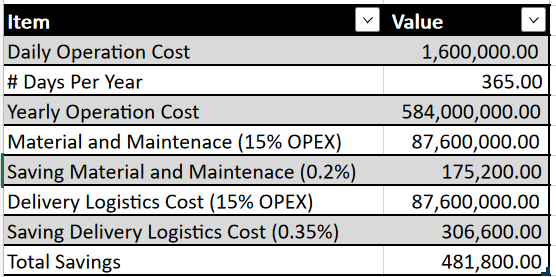 Item Value
Daily Operation Cost 1,600,000.00
# Days Per Year 365.00
Yearly Operation Cost 584,000,000.00
Material and Maintenace (15% OPEX) 87,600,000.00
Saving Material and Maintenace (0.2%) 175,200.00
Delivery Logistics Cost (15% OPEX) 87,600,000.00
Saving Delivery Logistics Cost (0.35%) 306,600.00
Total Savings 481,800.00